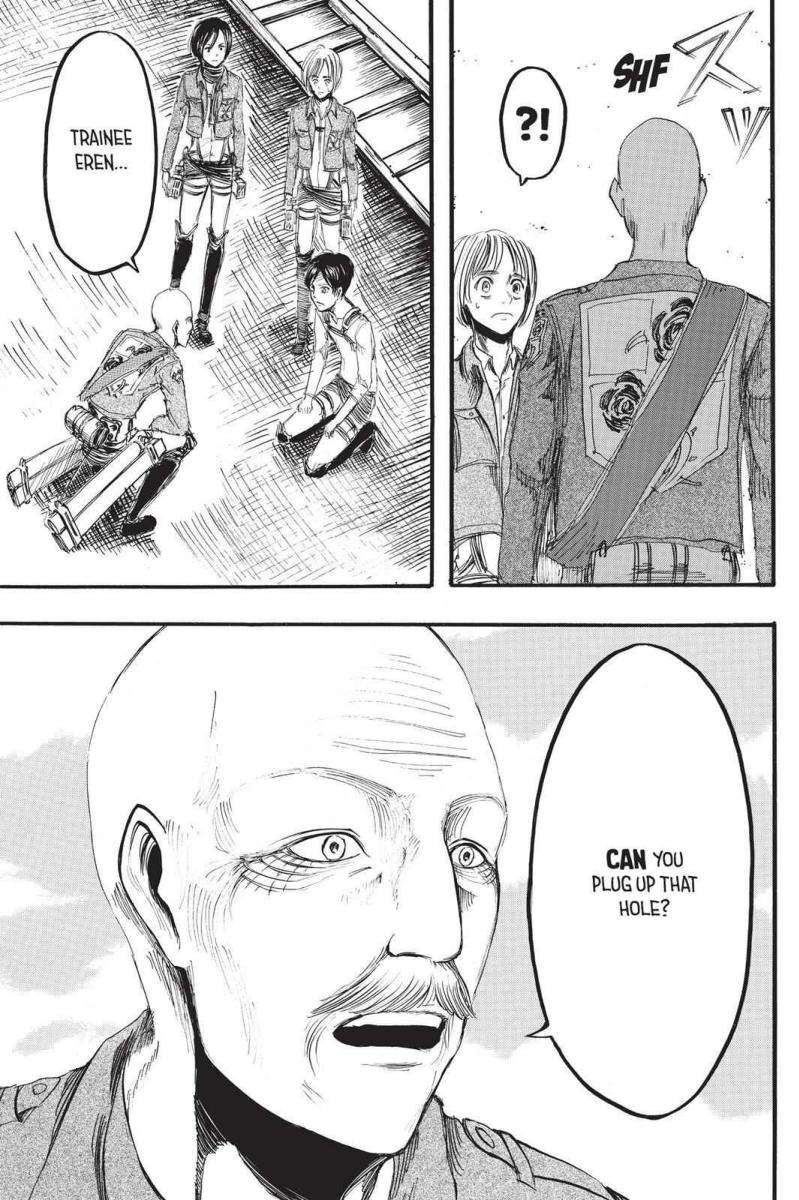 SHF
スッ
?!
TRAINEE
EREN...
CAN YOU
PLUG UP THAT
HOLE?